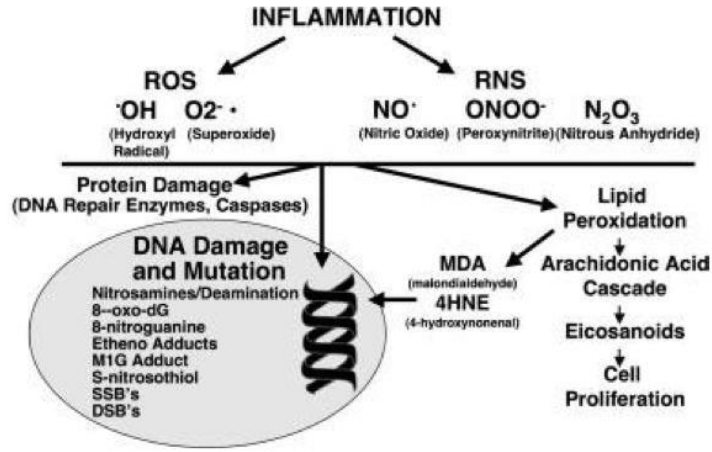 INFLAMMATION
ROS
RNS
˙OH O2⁻ •
NO˙ ONOO⁻ N₂O₃
(Hydroxyl Radical) (Superoxide)
(Nitric Oxide) (Peroxynitrite) (Nitrous Anhydride)
Protein Damage
(DNA Repair Enzymes, Caspases)
DNA Damage
and Mutation
Nitrosamines/Deamination
8--oxo-dG
8-nitroguanine
Etheno Adducts
M1G Adduct
S-nitrosothiol
SSB's
DSB's
MDA
(malondialdehyde)
4HNE
(4-hydroxynonenal)
Lipid
Peroxidation
Arachidonic Acid
Cascade
Eicosanoids
Cell
Proliferation